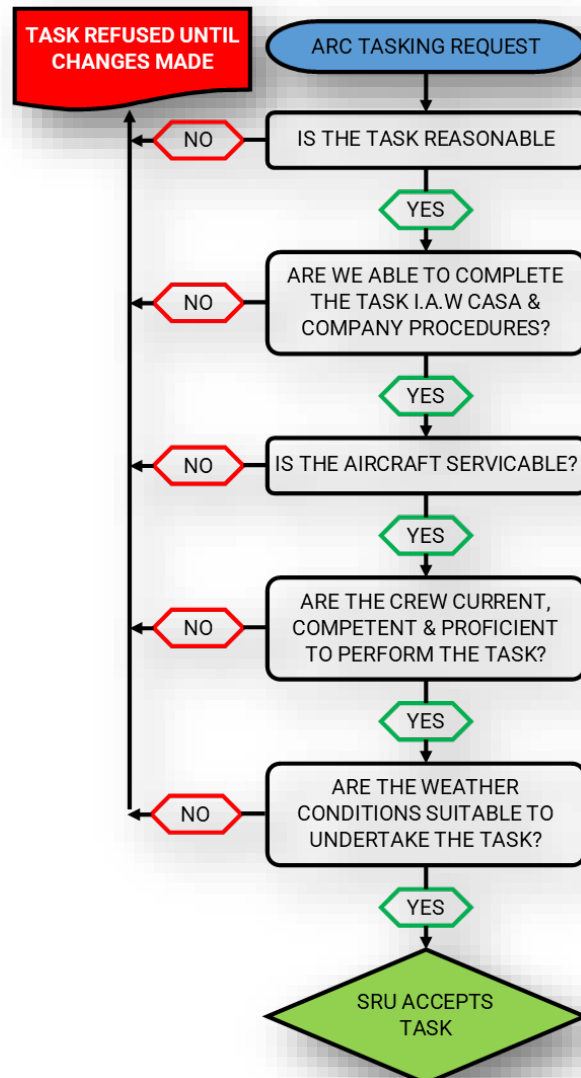 TASK REFUSED UNTIL
CHANGES MADE
ARC TASKING REQUEST
IS THE TASK REASONABLE
NO
YES
ARE WE ABLE TO COMPLETE
THE TASK I.A.W CASA &
COMPANY PROCEDURES?
NO
YES
IS THE AIRCRAFT SERVICABLE?
NO
YES
ARE THE CREW CURRENT,
COMPETENT & PROFICIENT
TO PERFORM THE TASK?
NO
YES
ARE THE WEATHER
CONDITIONS SUITABLE TO
UNDERTAKE THE TASK?
NO
YES
SRU ACCEPTS
TASK